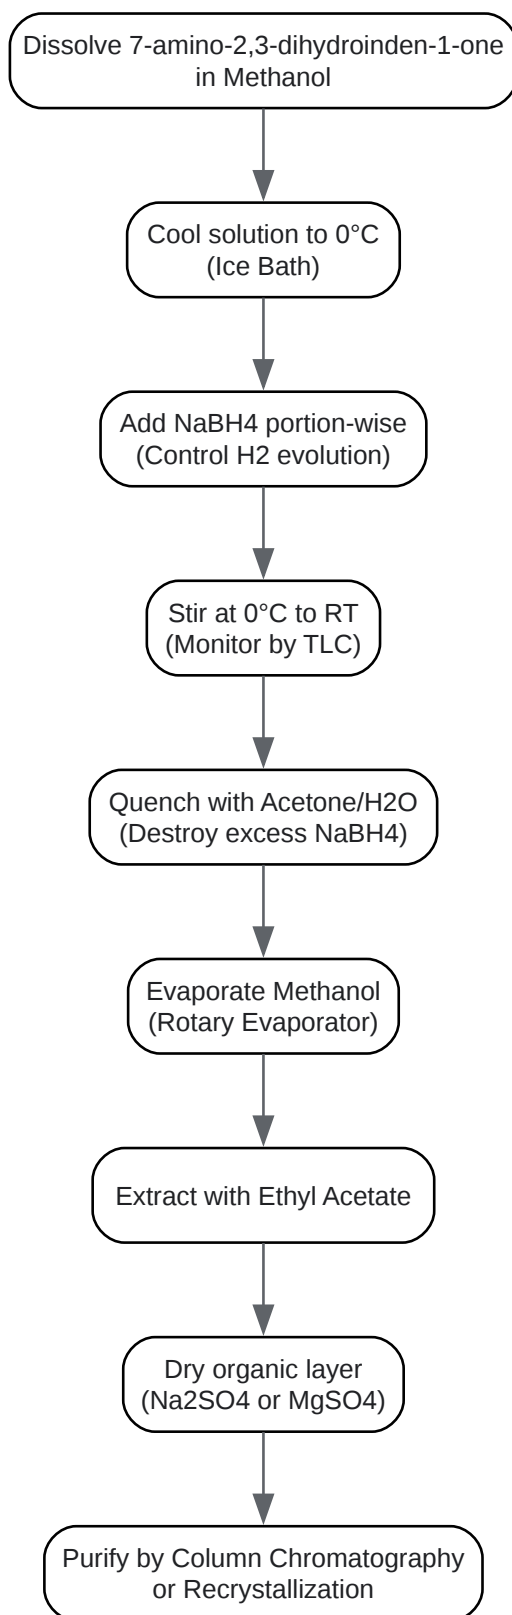 Dissolve 7-amino-2,3-dihydroinden-1-one
in Methanol
Cool solution to 0°C
(Ice Bath)
Add NaBH4 portion-wise
(Control H2 evolution)
Stir at 0°C to RT
(Monitor by TLC)
Quench with Acetone/H2O
(Destroy excess NaBH4)
Evaporate Methanol
(Rotary Evaporator)
Extract with Ethyl Acetate
Dry organic layer
(Na2SO4 or MgSO4)
Purify by Column Chromatography
or Recrystallization